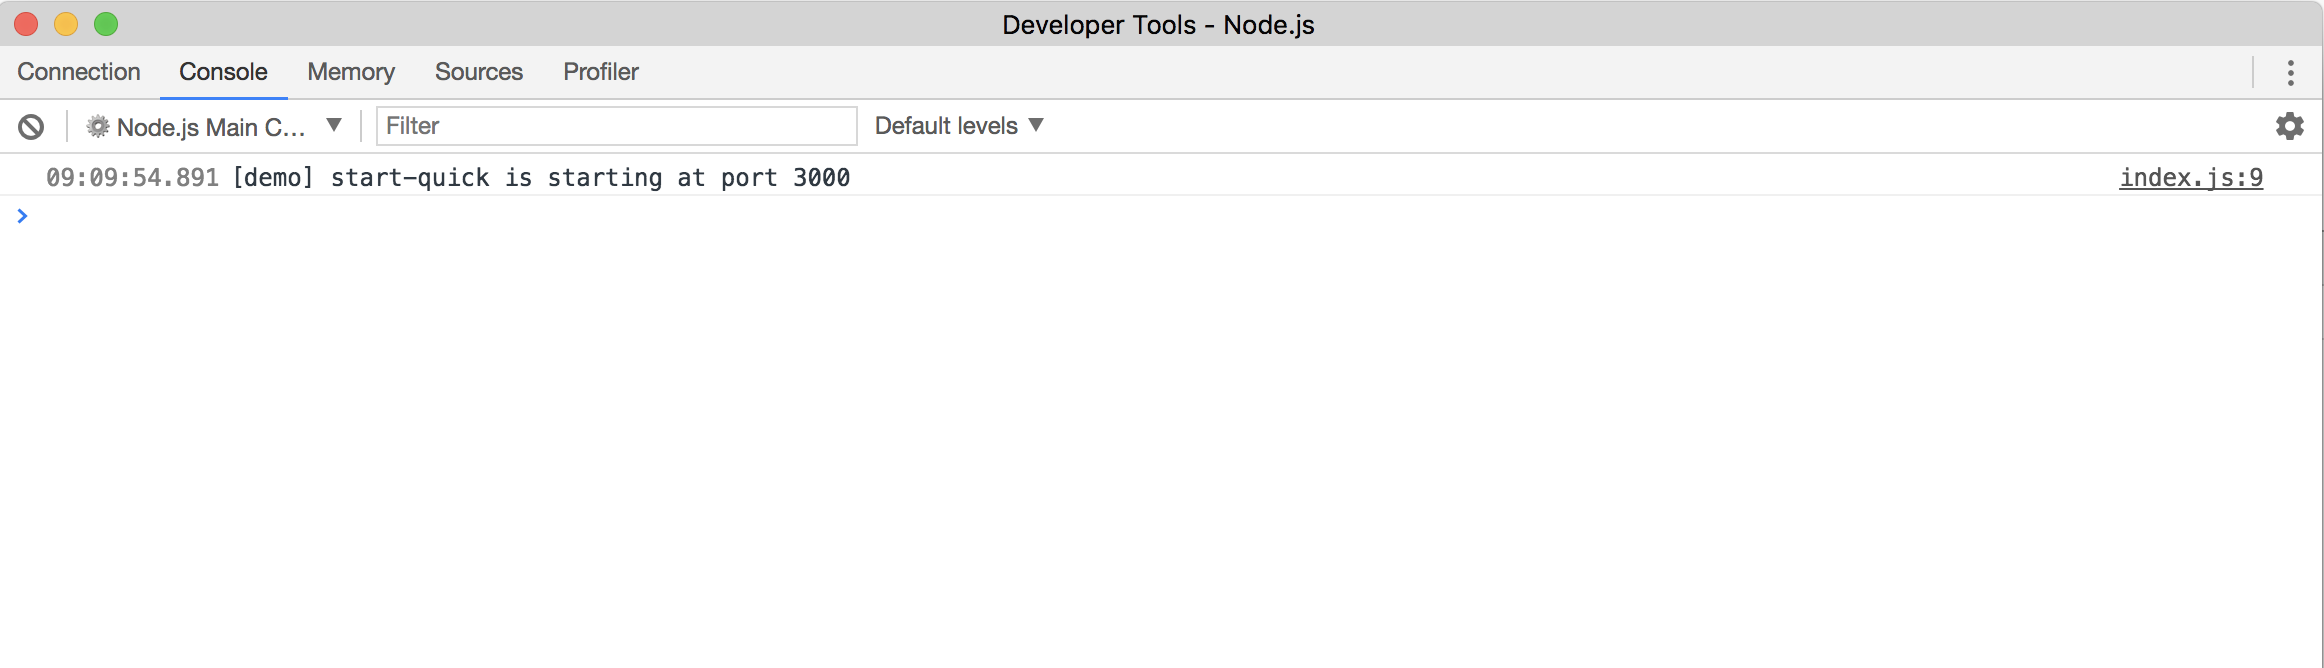 Developer Tools - Node.js
Connection Console Memory Sources Profiler
Node.js Main C... Filter Default levels
09:09:54.891 [demo] start-quick is starting at port 3000 index.js:9